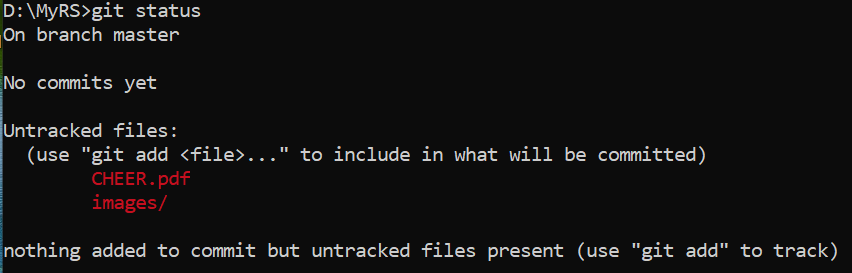 D:\MyRS>git status
On branch master
No commits yet
Untracked files:
(use "git add <file>..." to include in what will be committed)
CHEER.pdf
images/
nothing added to commit but untracked files present (use "git add" to track)